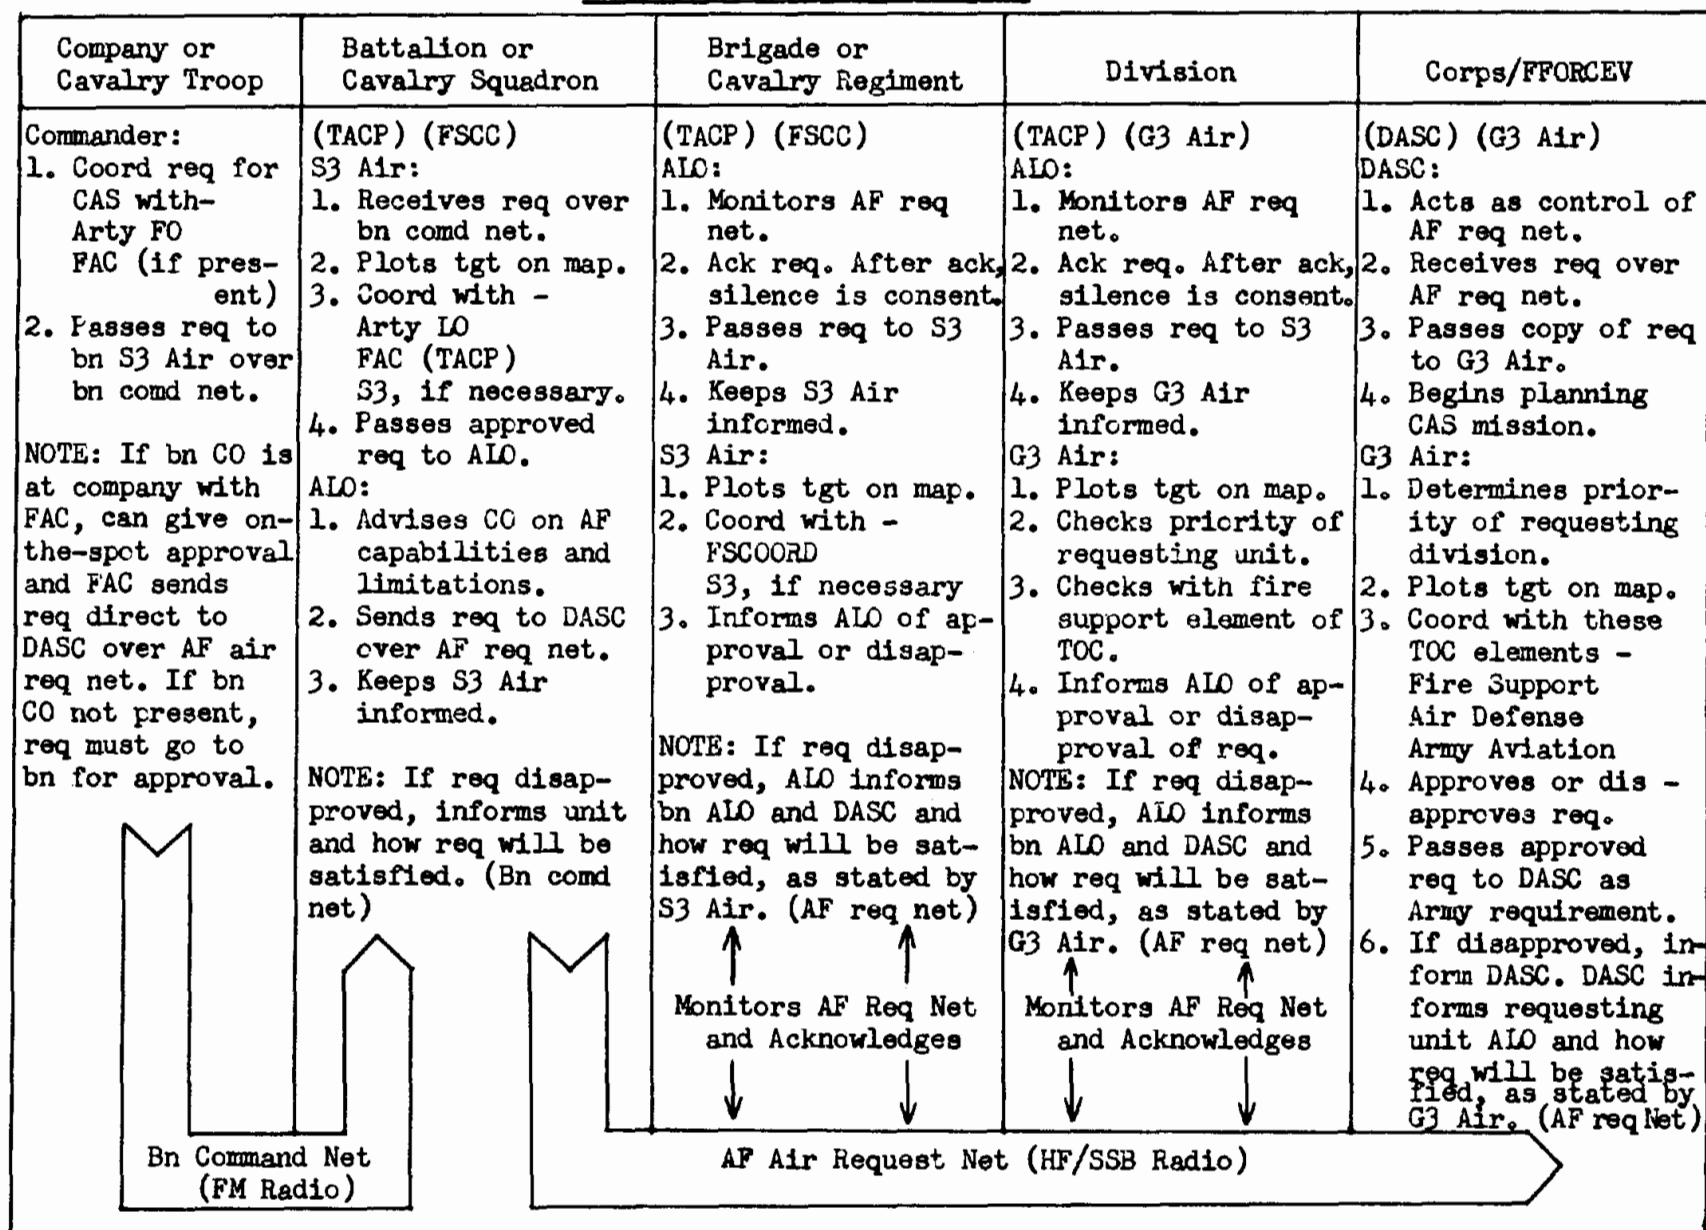 Company or
Cavalry Troop
Battalion or
Cavalry Squadron
Brigade or
Cavalry Regiment
Division
Corps/FFORCEV
Commander:
1. Coord req for
CAS with-
Arty FO
FAC (if pres-
ent)
2. Passes req to
bn S3 Air over
bn comd net.
NOTE: If bn CO is
at company with
FAC, can give on-
the-spot approval
and FAC sends
req direct to
DASC over AF air
req net. If bn
CO not present,
req must go to
bn for approval.
(TACP) (FSCC)
S3 Air:
1. Receives req over
bn comd net.
2. Plots tgt on map.
3. Coord with -
Arty LO
FAC (TACP)
S3, if necessary.
4. Passes approved
req to ALO.
ALO:
1. Advises CO on AF
capabilities and
limitations.
2. Sends req to DASC
over AF req net.
3. Keeps S3 Air
informed.
NOTE: If req disap-
proved, informs unit
and how req will be
satisfied. (Bn comd
net)
(TACP) (FSCC)
ALO:
1. Monitors AF req
net.
2. Ack req. After ack,
silence is consent.
3. Passes req to S3
Air.
4. Keeps S3 Air
informed.
S3 Air:
1. Plots tgt on map.
2. Coord with -
FSCOORD
S3, if necessary
3. Informs ALO of ap-
proval or disap-
proval.
NOTE: If req disap-
proved, ALO informs
bn ALO and DASC and
how req will be sat-
isfied, as stated by
S3 Air. (AF req net)
Monitors AF Req Net
and Acknowledges
(TACP) (G3 Air)
ALO:
1. Monitors AF req
net.
2. Ack req. After ack,
silence is consent.
3. Passes req to S3
Air.
4. Keeps G3 Air
informed.
G3 Air:
1. Plots tgt on map.
2. Checks priority of
requesting unit.
3. Checks with fire
support element of
TOC.
4. Informs ALO of ap-
proval or disap-
proval of req.
NOTE: If req disap-
proved, ALO informs
bn ALO and DASC and
how req will be sat-
isfied, as stated by
G3 Air. (AF req net)
Monitors AF Req Net
and Acknowledges
(DASC) (G3 Air)
DASC:
1. Acts as control of
AF req net.
2. Receives req over
AF req net.
3. Passes copy of req
to G3 Air.
4. Begins planning
CAS mission.
G3 Air:
1. Determines prior-
ity of requesting
division.
2. Plots tgt on map.
3. Coord with these
TOC elements -
Fire Support
Air Defense
Army Aviation
4. Approves or dis -
approves req.
5. Passes approved
req to DASC as
Army requirement.
6. If disapproved, in-
form DASC. DASC in-
forms requesting
unit ALO and how
req will be satis-
fied, as stated by
G3 Air. (AF req Net)
Bn Command Net
(FM Radio)
AF Air Request Net (HF/SSB Radio)